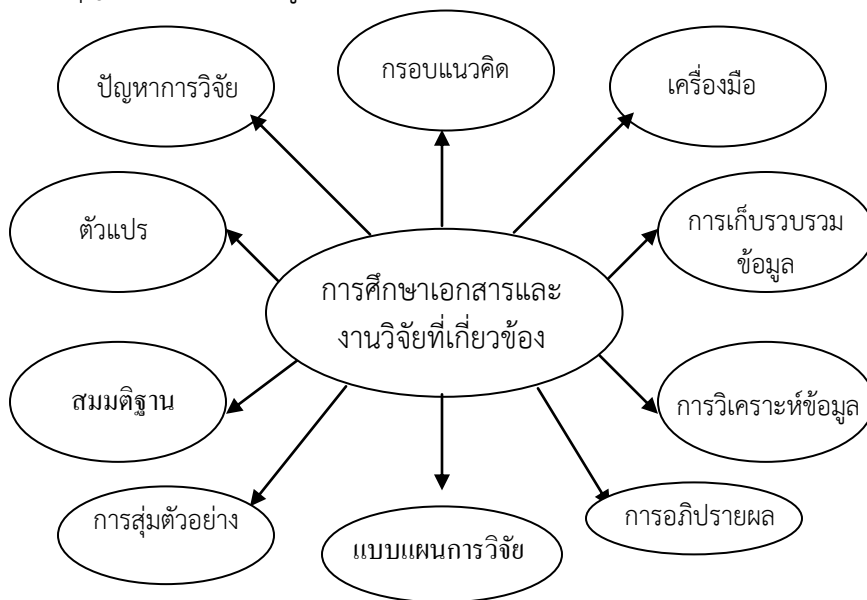 ปัญหาการวิจัย
กรอบแนวคิด
เครื่องมือ
ตัวแปร
การเก็บรวบรวม
ข้อมูล
การศึกษาเอกสารและ
งานวิจัยที่เกี่ยวข้อง
สมมติฐาน
การวิเคราะห์ข้อมูล
การสุ่มตัวอย่าง
แบบแผนการวิจัย
การอภิปรายผล